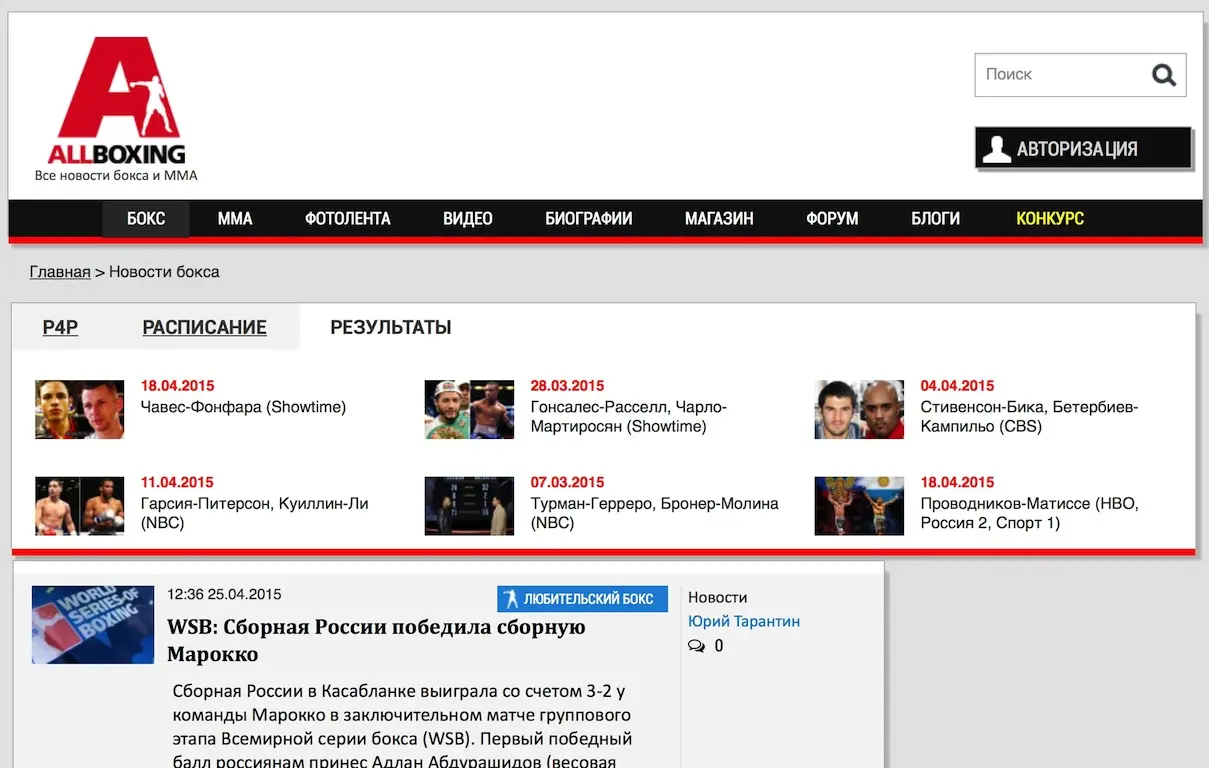 ALLBOXING
Все новости бокса и ММА
Поиск
АВТОРИЗАЦИЯ
БОКС ММА ФОТОЛЕНТА ВИДЕО БИОГРАФИИ МАГАЗИН ФОРУМ БЛОГИ КОНКУРС
Главная > Новости бокса
P4P РАСПИСАНИЕ РЕЗУЛЬТАТЫ
18.04.2015
Чавес-Фонфара (Showtime)
28.03.2015
Гонсалес-Расселл, Чарло-
Мартиросян (Showtime)
04.04.2015
Стивенсон-Бика, Бетербиев-
Кампильо (CBS)
11.04.2015
Гарсия-Питерсон, Куиллин-Ли
(NBC)
07.03.2015
Турман-Герреро, Бронер-Молина
(NBC)
18.04.2015
Проводников-Матиссе (HBO,
Россия 2, Спорт 1)
WORLD
SERIES OF
BOXING
12:36 25.04.2015
ЛЮБИТЕЛЬСКИЙ БОКС
WSB: Сборная России победила сборную
Марокко
Сборная России в Касабланке выиграла со счетом 3-2 у
команды Марокко в заключительном матче группового
этапа Всемирной серии бокса (WSB). Первый победный
балл россиянам принес Адлан Абдурашидов (весовая
Новости
Юрий Тарантин
0